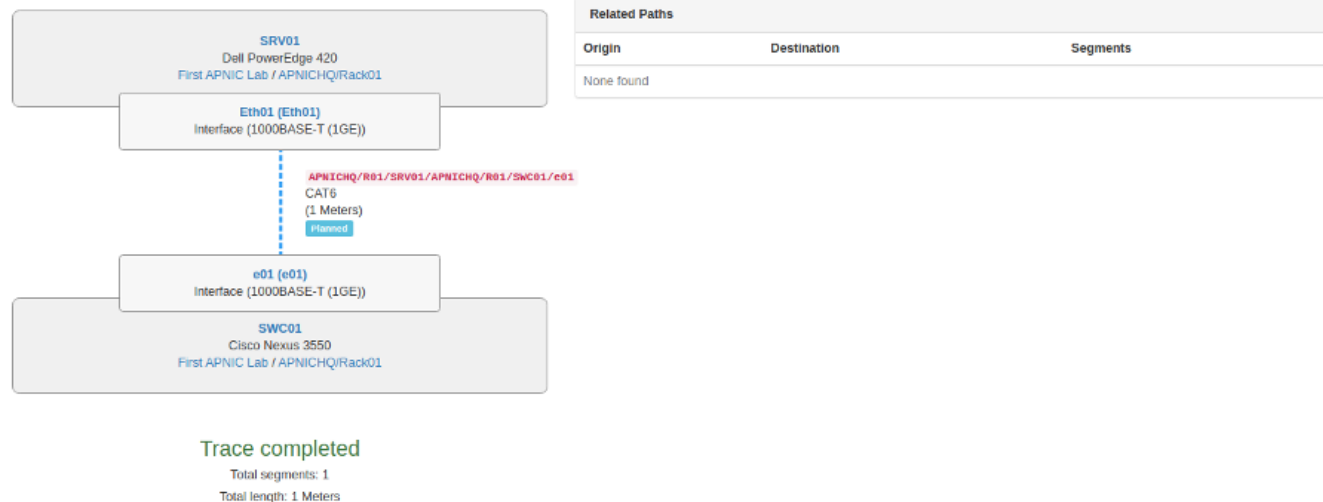 SRV01
Dell PowerEdge 420
First APNIC Lab / APNICHQ/Rack01
Eth01 (Eth01)
Interface (1000BASE-T (1GE))
APNICHQ/R01/SRV01/APNICHQ/R01/SWC01/e01
CAT6
(1 Meters)
Planned
e01 (e01)
Interface (1000BASE-T (1GE))
SWC01
Cisco Nexus 3550
First APNIC Lab / APNICHQ/Rack01
Trace completed
Total segments: 1
Total length: 1 Meters
Related Paths
Origin Destination Segments
None found